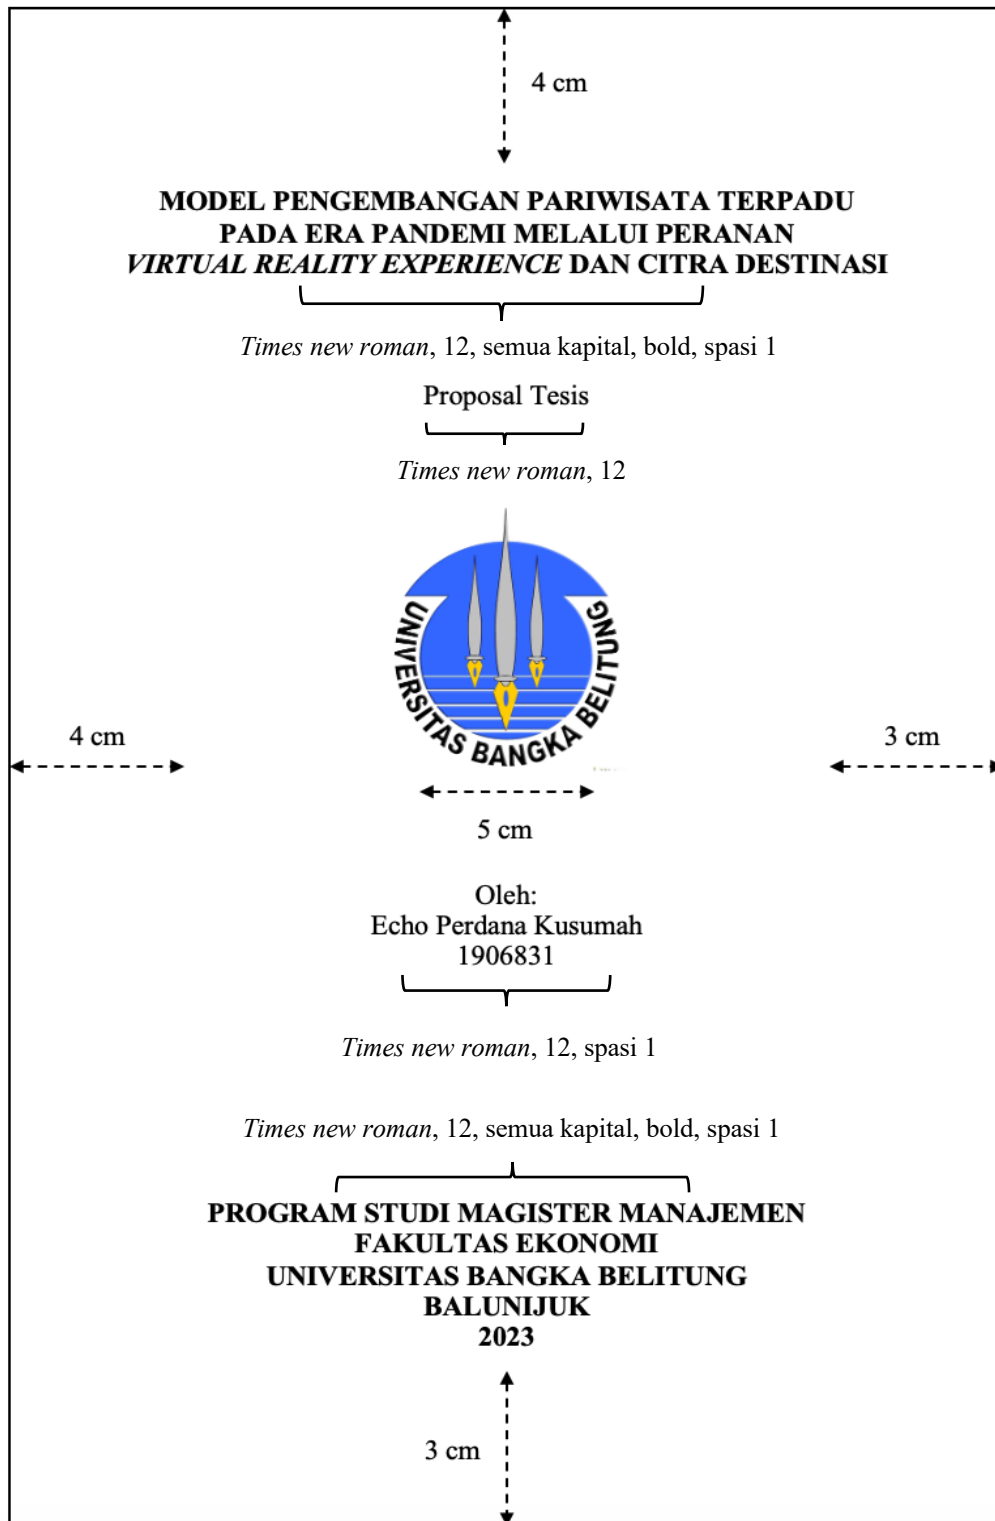 4 cm
MODEL PENGEMBANGAN PARIWISATA TERPADU
PADA ERA PANDEMI MELALUI PERANAN
VIRTUAL REALITY EXPERIENCE DAN CITRA DESTINASI
Times new roman, 12, semua kapital, bold, spasi 1
Proposal Tesis
Times new roman, 12
UNIVERSITAS BANGKA BELITUNG
4 cm
3 cm
5 cm
Oleh:
Echo Perdana Kusumah
1906831
Times new roman, 12, spasi 1
Times new roman, 12, semua kapital, bold, spasi 1
PROGRAM STUDI MAGISTER MANAJEMEN
FAKULTAS EKONOMI
UNIVERSITAS BANGKA BELITUNG
BALUNIJUK
2023
3 cm